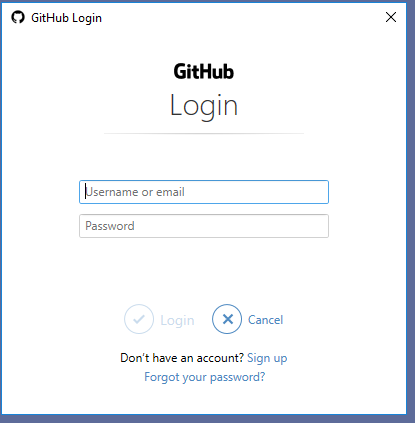 GitHub Login
GitHub
Login
Username or email
Password
Login
Cancel
Don't have an account? Sign up
Forgot your password?